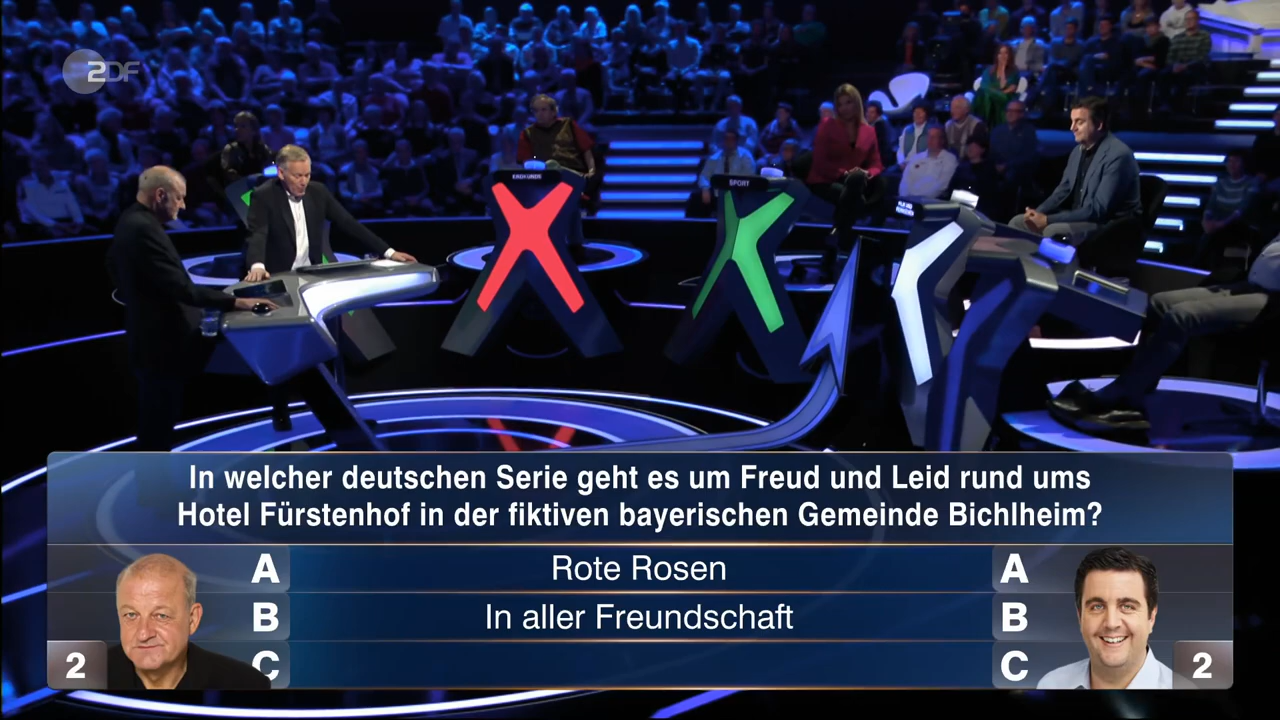 ZDF
SPORT
In welcher deutschen Serie geht es um Freud und Leid rund ums
Hotel Fürstenhof in der fiktiven bayerischen Gemeinde Bichlheim?
A Rote Rosen A
B In aller Freundschaft B
2 C C 2